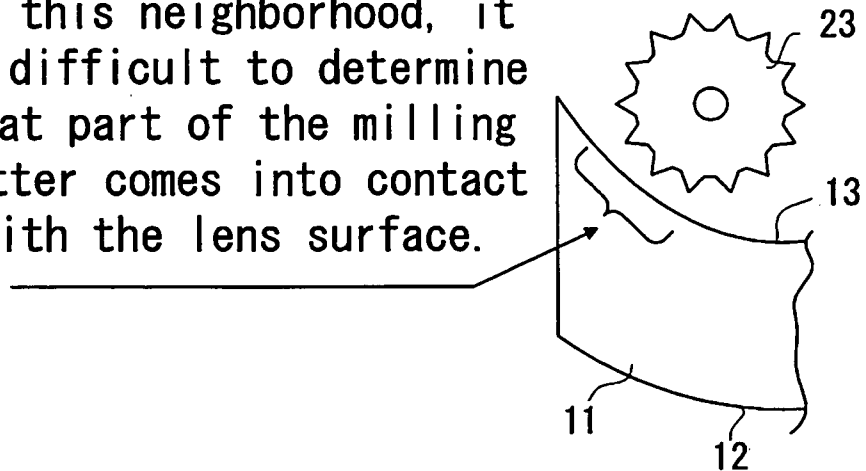 this neighborhood, it
difficult to determine
at part of the milling
tter comes into contact
ith the lens surface.
23
13
11
12